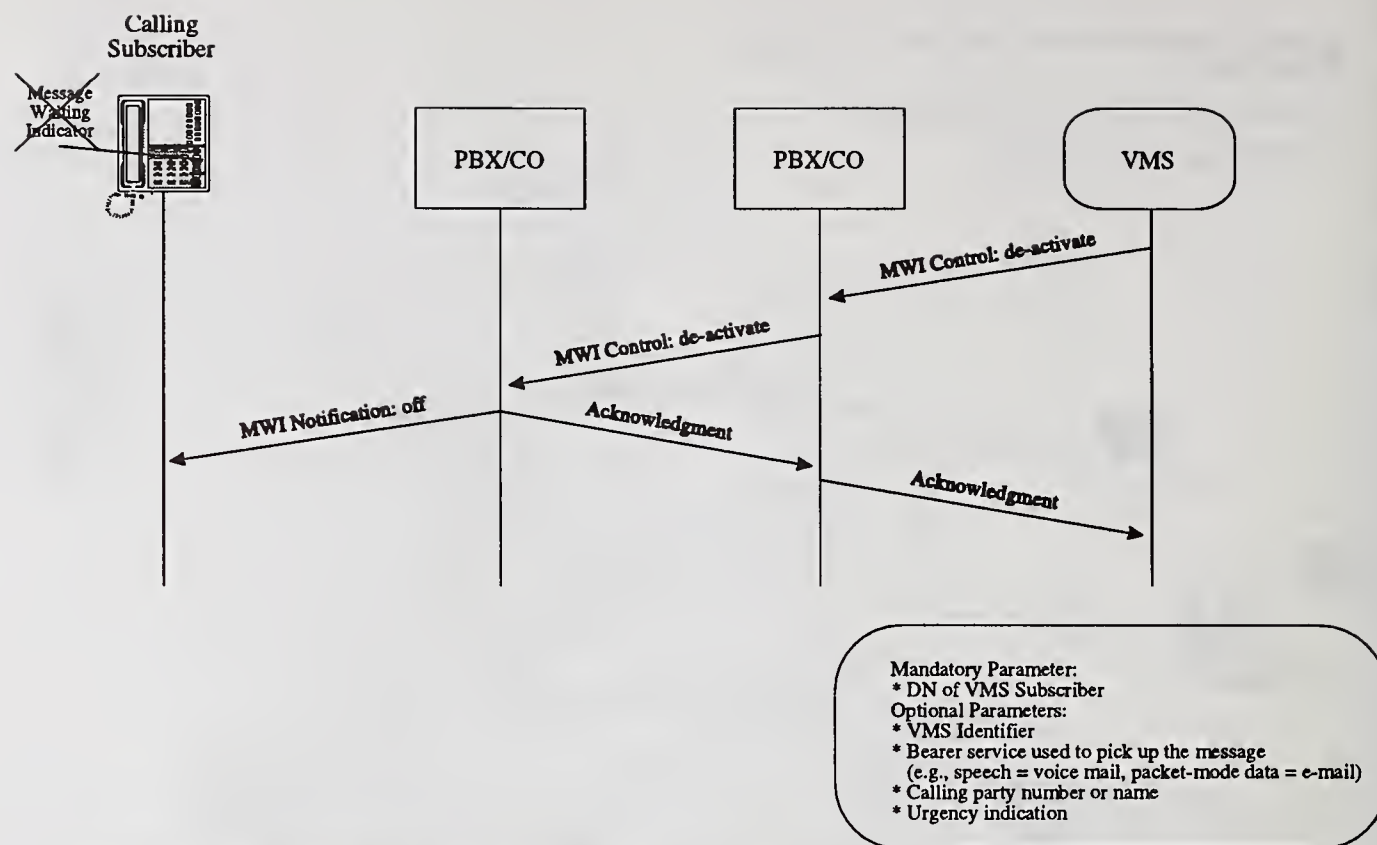 Calling
Subscriber
Message
Waiting
Indicator
PBX/CO
PBX/CO
VMS
MWI Control: de-activate
MWI Control: de-activate
MWI Notification: off
Acknowledgment
Acknowledgment
Mandatory Parameter:
* DN of VMS Subscriber
Optional Parameters:
* VMS Identifier
* Bearer service used to pick up the message
(e.g., speech = voice mail, packet-mode data = e-mail)
* Calling party number or name
* Urgency indication